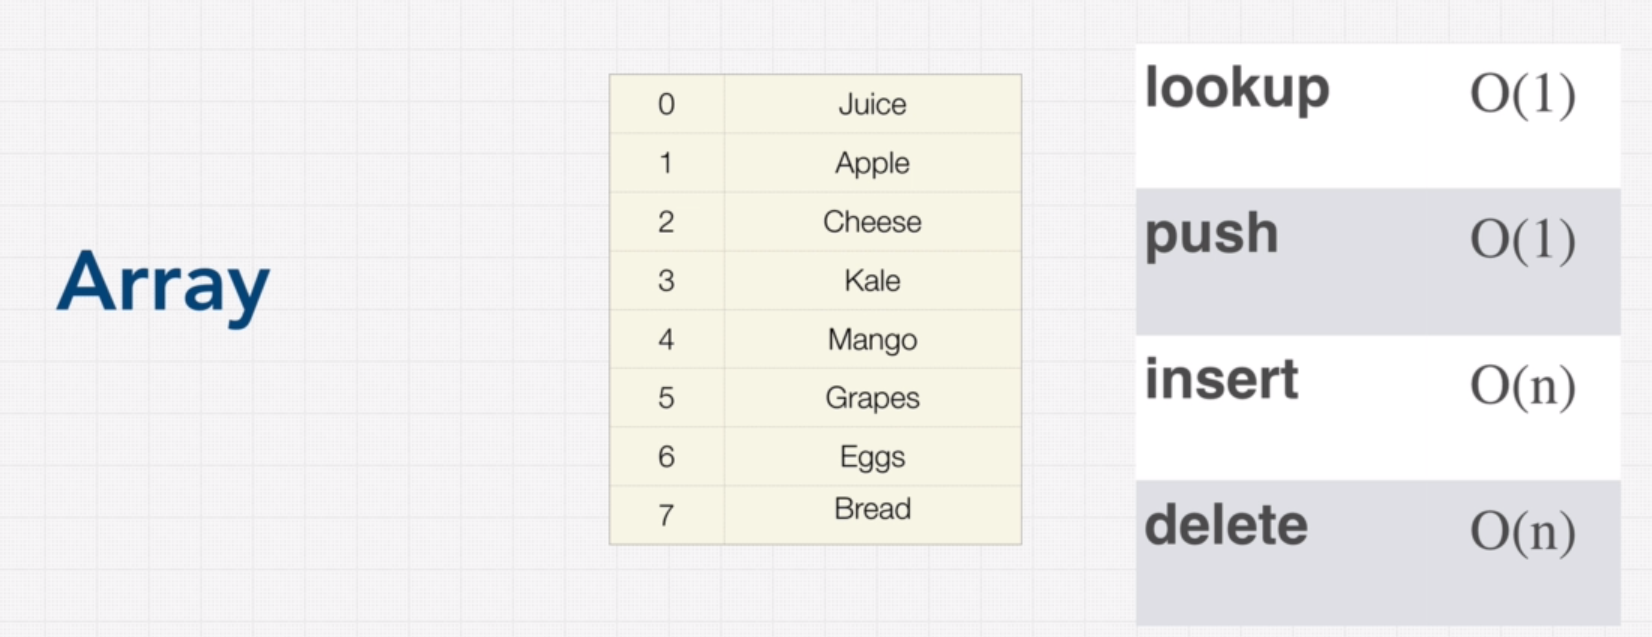 Array
0 Juice
1 Apple
2 Cheese
3 Kale
4 Mango
5 Grapes
6 Eggs
7 Bread
lookup O(1)
push O(1)
insert O(n)
delete O(n)